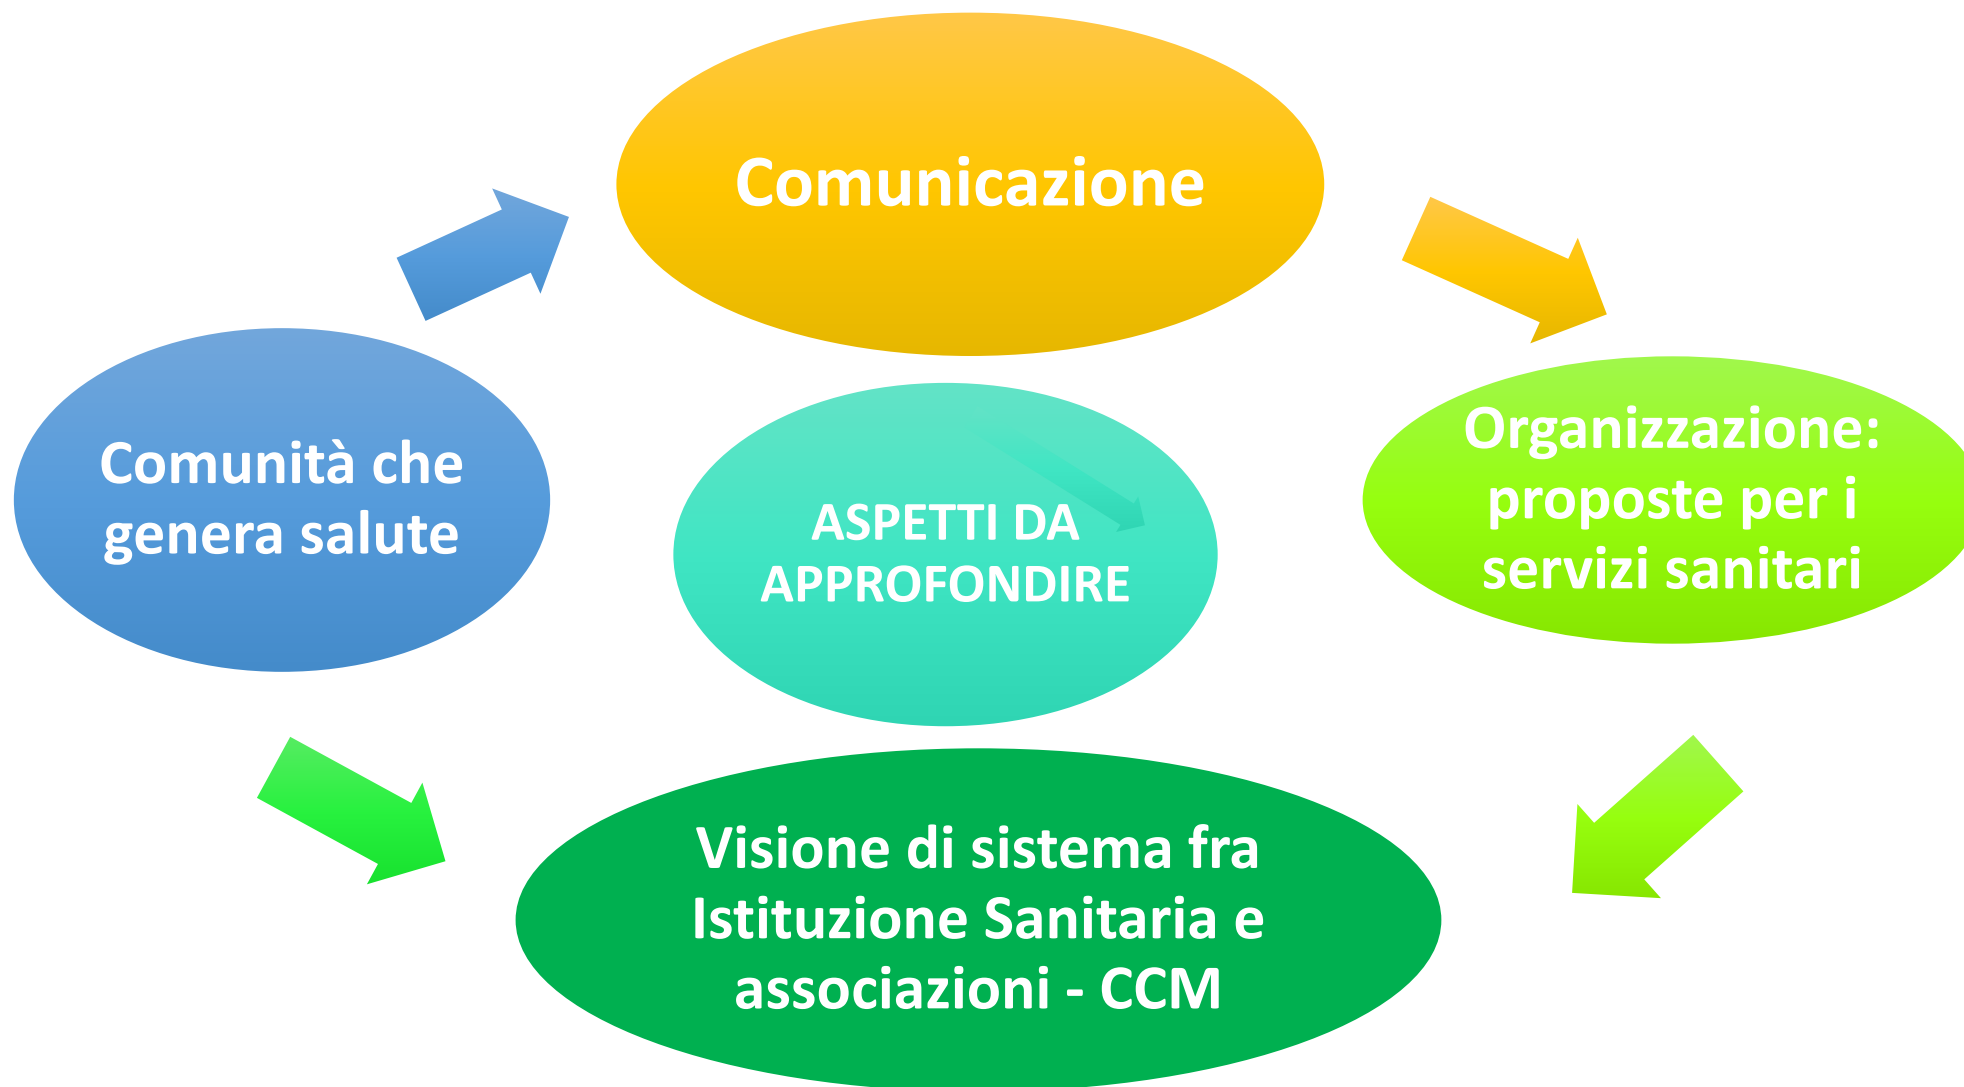 Comunicazione
Comunità che
genera salute
ASPETTI DA
APPROFONDIRE
Organizzazione:
proposte per i
servizi sanitari
Visione di sistema fra
Istituzione Sanitaria e
associazioni - CCM